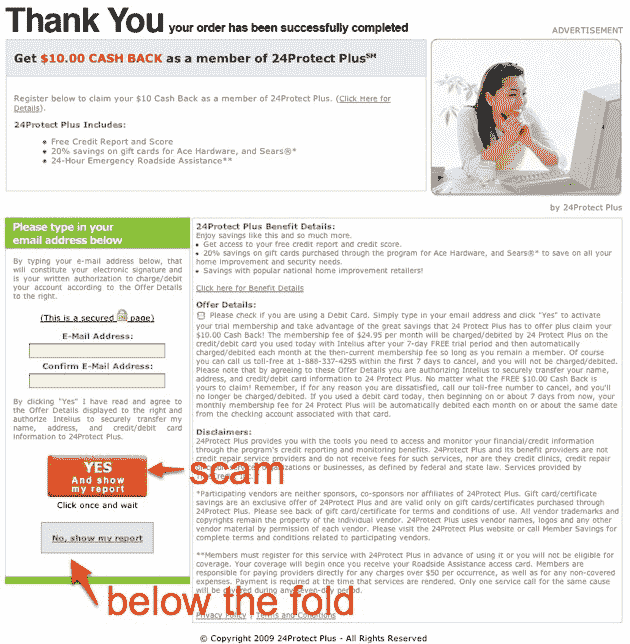 Thank You your order has been successfully completed
ADVERTISEMENT
Get $10.00 CASH BACK as a member of 24Protect Plus℠
Register below to claim your $10 Cash Back as a member of 24Protect Plus. (Click Here for
Details).
24Protect Plus Includes:
Free Credit Report and Score
20% savings on gift cards for Ace Hardware, and Sears®*
24-Hour Emergency Roadside Assistance**
by 24Protect Plus
Please type in your
email address below
By typing your e-mail address below, that
will constitute your electronic signature and
is your written authorization to charge/debit
your account according to the Offer Details
to the right.
(This is a secured page)
E-Mail Address:
Confirm E-Mail Address:
By clicking "Yes" I have read and agree to
the Offer Details displayed to the right and
authorize Intelius to securely transfer my
name, address, and credit/debit card
information to 24Protect Plus.
YES
And show
my report
Click once and wait
No, show my report
24Protect Plus Benefit Details:
Enjoy savings like this and so much more.
• Get access to your free credit report and credit score.
• 20% savings on gift cards purchased through the program for Ace Hardware, and Sears®* to save on all your
home improvement and security needs.
• Savings with popular national home improvement retailers!
Click here for Benefit Details
Offer Details:
Please check if you are using a Debit Card. Simply type in your email address and click "Yes" to activate
your trial membership and take advantage of the great savings that 24 Protect Plus has to offer plus claim your
$10.00 Cash Back! The membership fee of $24.95 per month will be charged/debited by 24 Protect Plus on the
credit/debit card you used today with Intelius after your 7-day FREE trial period and then automatically
charged/debited each month at the then-current membership fee so long as you remain a member. Of course
you can call us toll-free at 1-888-337-4295 within the first 7 days to cancel, and you will not be charged/debited.
Please note that by agreeing to these Offer Details you are Authorizing Intelius to securely transfer your name,
address, and credit/debit card information to 24 Protect Plus. No matter what the FREE $10.00 Cash Back is
yours to claim! Remember, if for any reason you are dissatisfied, call our toll-free number to cancel, and you'll
no longer be charged/debited. If you used a debit card today, then beginning on or about 7 days from now, your
monthly membership fee for 24 Protect Plus will be automatically debited each month on or about the same date
from the checking account associated with that card.
Disclaimers:
24Protect Plus provides you with the tools you need to access and monitor your financial/credit information
through the program's credit reporting and monitoring benefits. 24Protect Plus and its benefit providers are not
credit repair service providers and do not receive fees for such services, nor are they credit clinics, credit repair
organizations or businesses, as defined by federal and state law. Services provided by
scam
*Participating vendors are neither sponsors, co-sponsors nor affiliates of 24Protect Plus. Gift card/certificate
savings are an exclusive offer of 24Protect Plus and are valid only on gift cards/certificates purchased through
24Protect Plus. Please see back of gift card/certificate for terms and conditions of use. All vendor trademarks and
copyrights remain the property of the individual vendor. 24Protect Plus uses vendor names, logos and any other
vendor material by permission of each vendor. Please visit the 24Protect Plus website or call Member Savings for
complete terms and conditions related to participating vendors.
**Members must register for this service with 24Protect Plus in advance of using it or you will not be eligible for
coverage. Your coverage will begin once you receive your Roadside Assistance access card. Members are
responsible for paying providers directly for any charges over $50 per occurrence, as well as for any non-covered
expenses. Payment is required at the time that services are rendered. Only one service call for the same cause
will be covered during any seven-day period.
below the fold
Privacy Policy Terms and Conditions
© Copyright 2009 24Protect Plus - All Rights Reserved